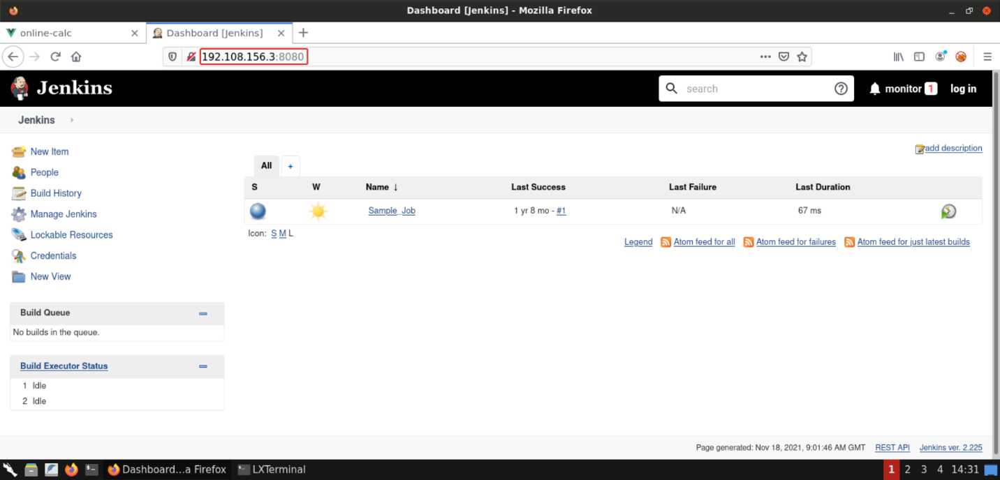 Dashboard [Jenkins] - Mozilla Firefox
online-calc
Dashboard [Jenkins]
192.108.156.3:8080
Jenkins
search
monitor 1 log in
Jenkins
New Item
People
Build History
Manage Jenkins
Lockable Resources
Credentials
New View
Build Queue
No builds in the queue.
Build Executor Status
1 Idle
2 Idle
add description
All +
S W Name ↓ Last Success Last Failure Last Duration
Sample_Job 1 yr 8 mo - #1 N/A 67 ms
Icon: S M L
Legend Atom feed for all Atom feed for failures Atom feed for just latest builds
Page generated: Nov 18, 2021, 9:01:46 AM GMT REST API Jenkins ver. 2.225
Dashboard...a Firefox LXTerminal 1 2 3 4 14:31